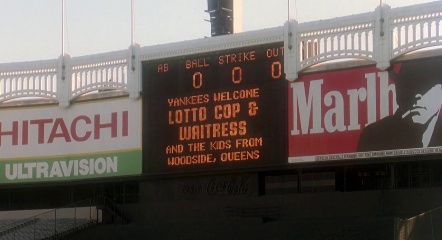 AB BALL STRIKE OUT
0 0 0
YANKEES WELCOME
LOTTO COP &
WAITRESS
AND THE KIDS FROM
WOODSIDE, QUEENS
HITACHI
ULTRAVISION
Marlb